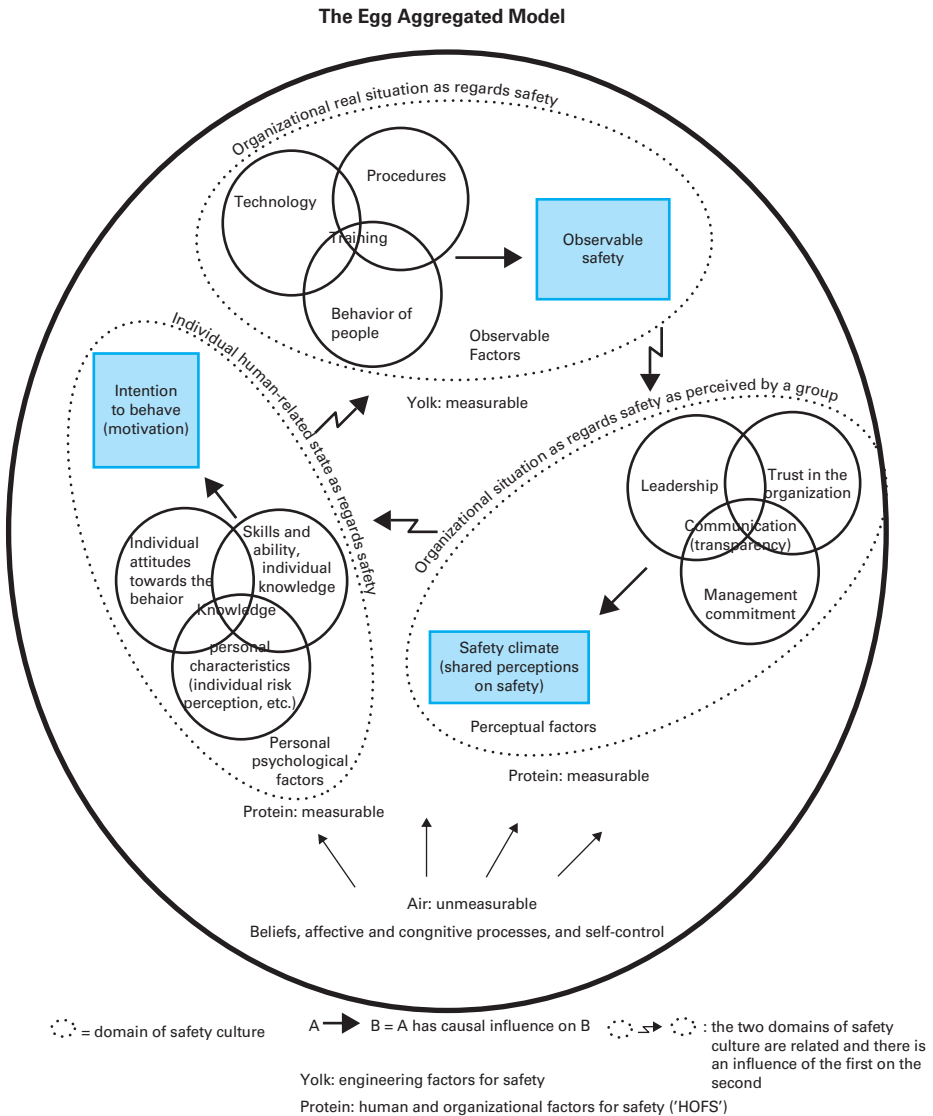 The Egg Aggregated Model
Organizational real situation as regards safety
Technology
Procedures
Training
Behavior of
people
Observable
safety
Observable
Factors
Yolk: measurable
Individual human-related state as regards safety
Intention
to behave
(motivation)
Individual
attitudes
towards the
behaior
Skills and
ability,
individual
knowledge
Knowledge
personal
characteristics
(individual risk
perception, etc.)
Personal
psychological
factors
Protein: measurable
Organizational situation as regards safety as perceived by a group
Leadership
Trust in the
organization
Communication
(transparency)
Management
commitment
Safety climate
(shared perceptions
on safety)
Perceptual factors
Protein: measurable
Air: unmeasurable
Beliefs, affective and congnitive processes, and self-control
= domain of safety culture
A B = A has causal influence on B
: the two domains of safety
culture are related and there is
an influence of the first on the
second
Yolk: engineering factors for safety
Protein: human and organizational factors for safety ('HOFS')